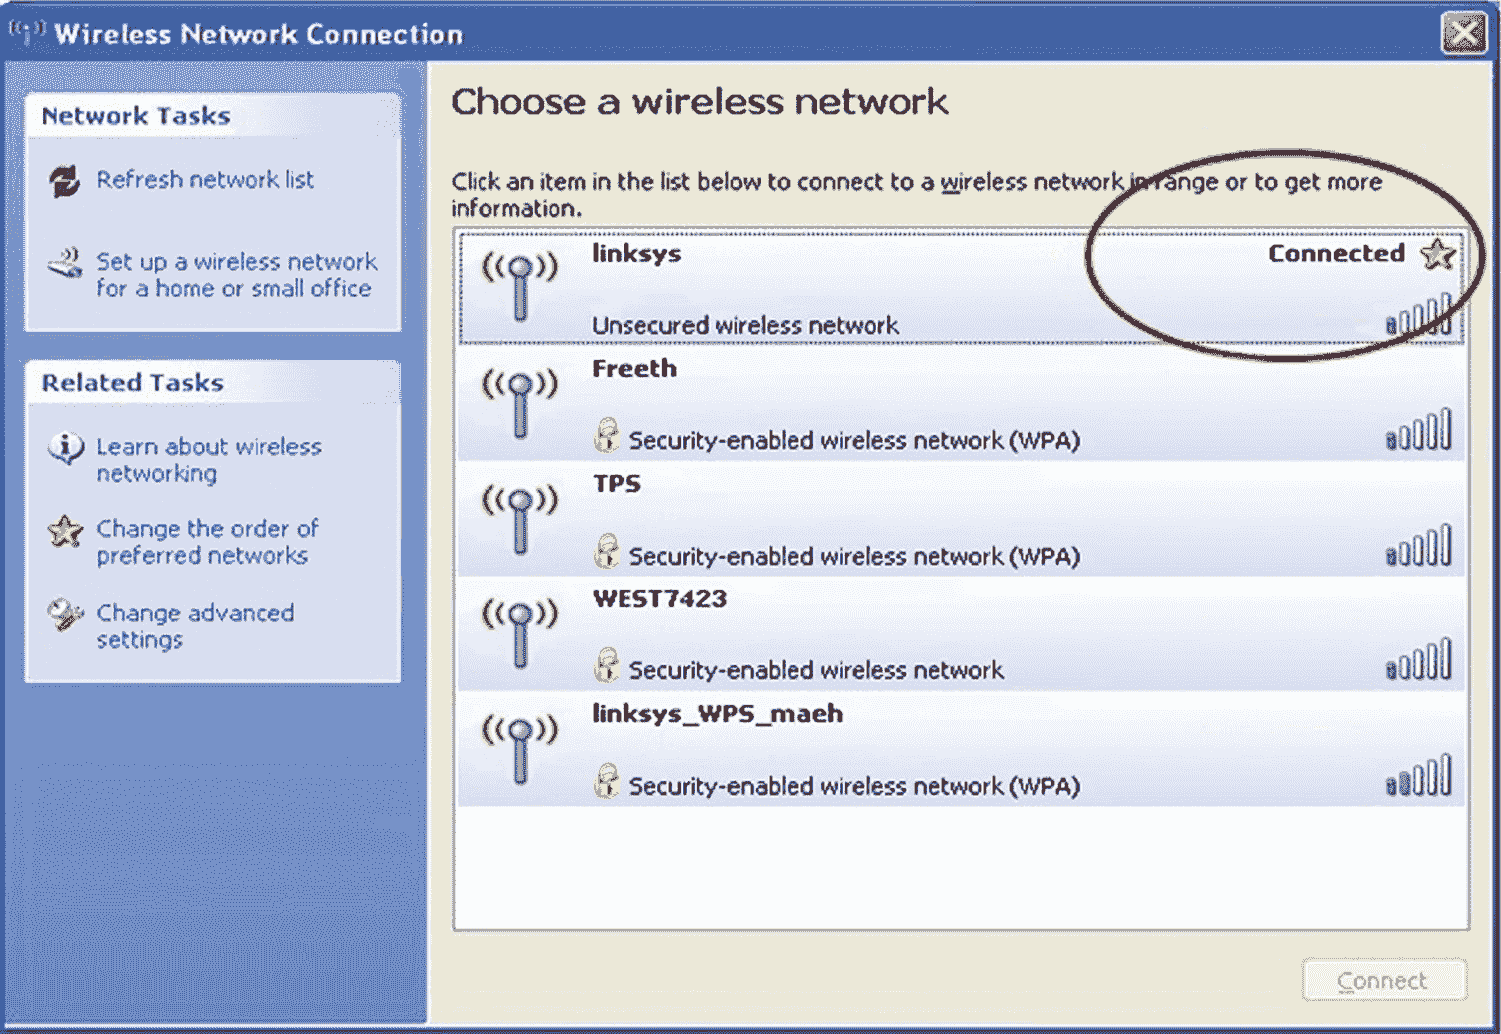 Wireless Network Connection
Network Tasks
Refresh network list
Set up a wireless network
for a home or small office
Related Tasks
Learn about wireless
networking
Change the order of
preferred networks
Change advanced
settings
Choose a wireless network
Click an item in the list below to connect to a wireless network in range or to get more
information.
linksys
Connected
Unsecured wireless network
Freeth
Security-enabled wireless network (WPA)
TPS
Security-enabled wireless network (WPA)
WEST7423
Security-enabled wireless network
linksys_WPS_maeh
Security-enabled wireless network (WPA)
Connect